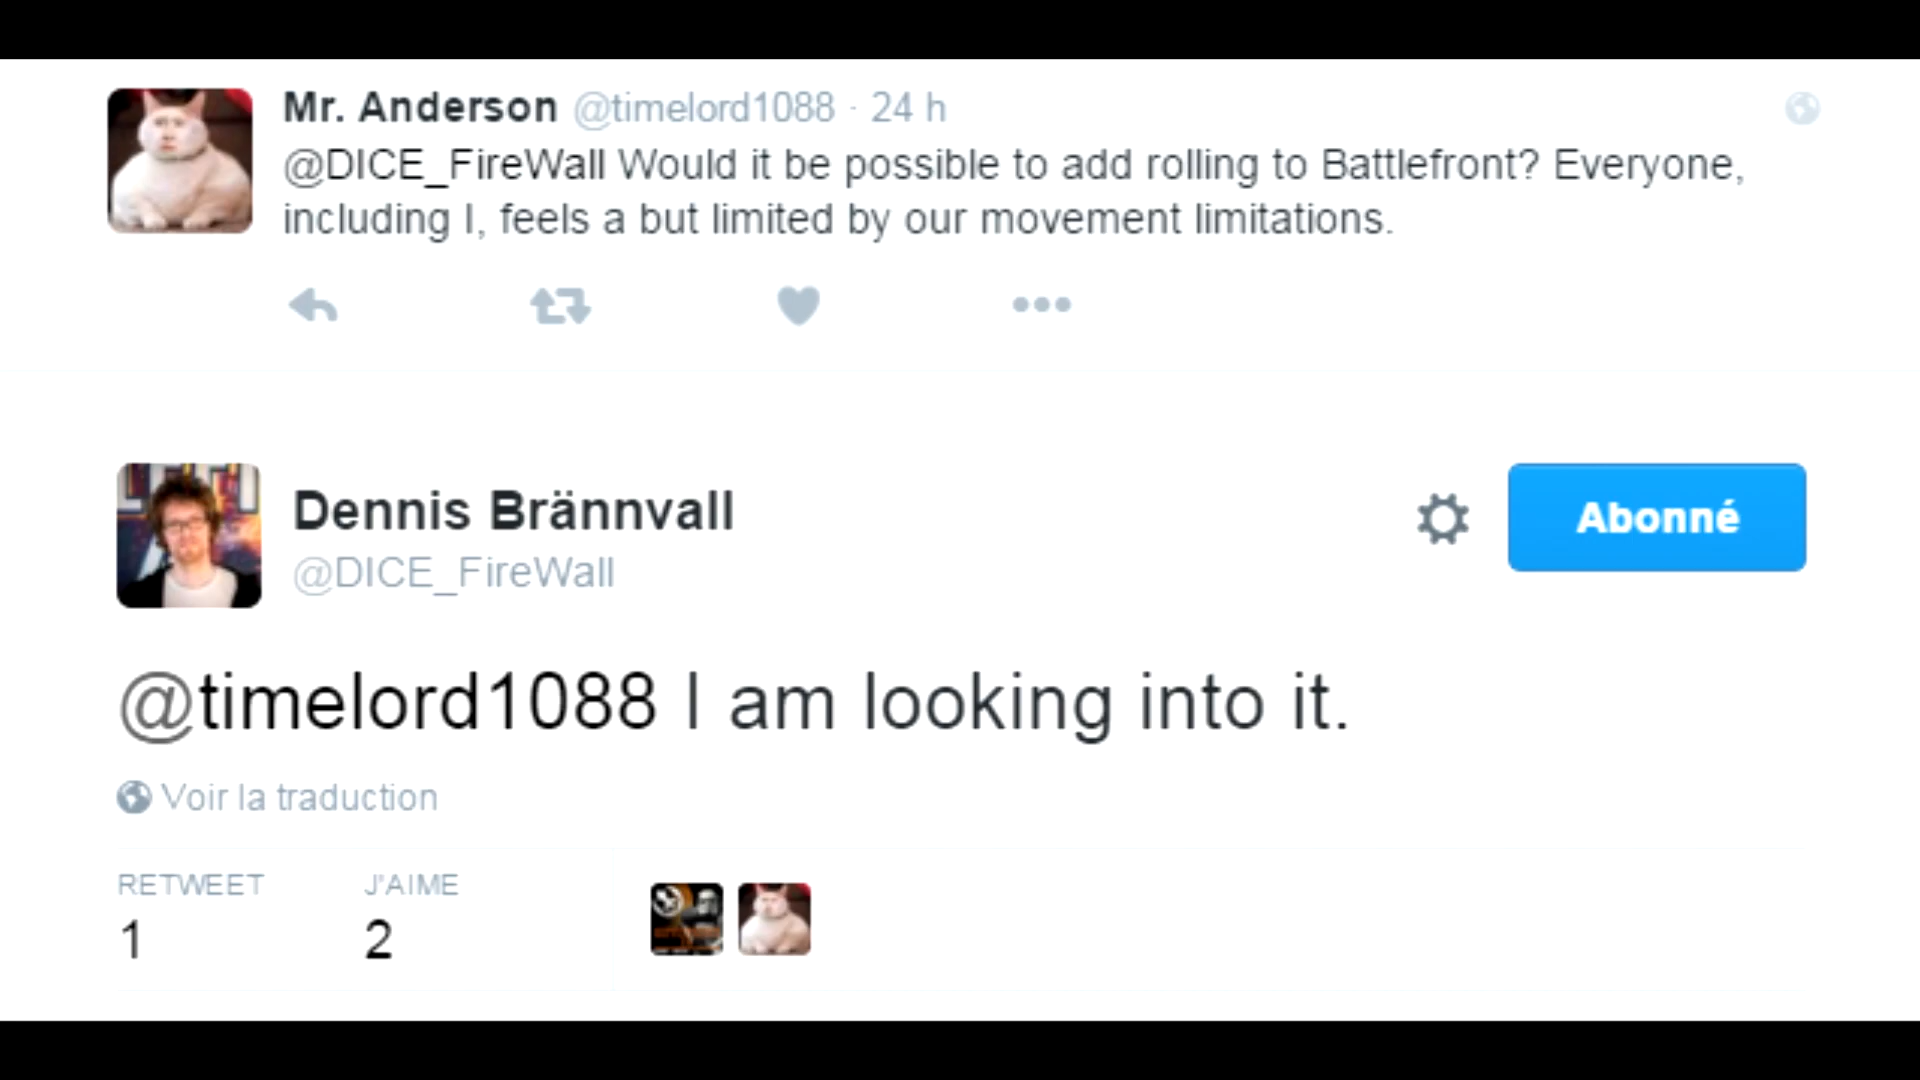 Mr. Anderson @timelord1088 · 24 h
@DICE_FireWall Would it be possible to add rolling to Battlefront? Everyone,
including I, feels a but limited by our movement limitations.
Dennis Brännvall
@DICE_FireWall
Abonné
@timelord1088 I am looking into it.
Voir la traduction
RETWEET J'AIME
1 2